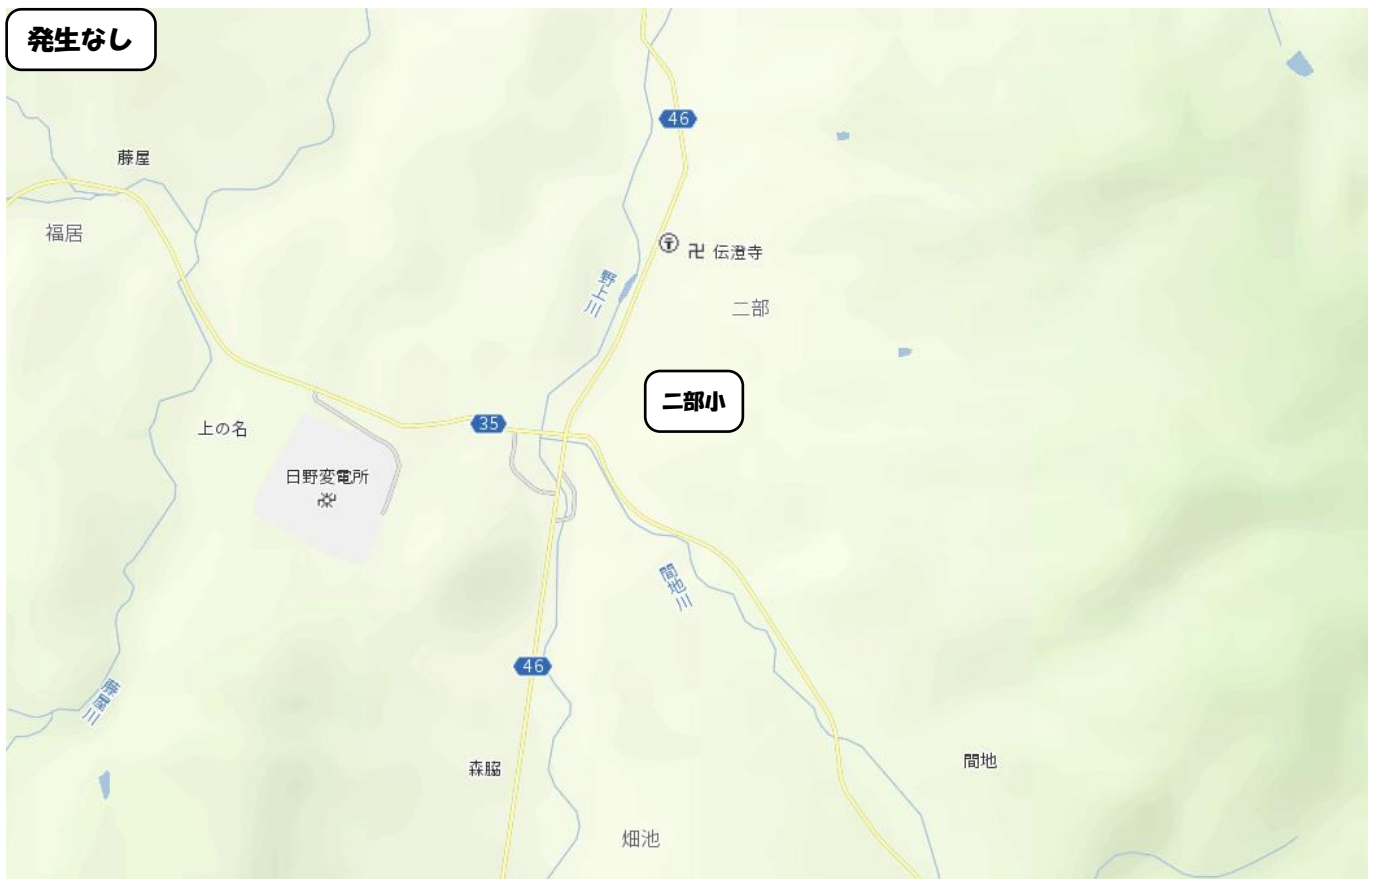 発生なし
46
藤屋
福居
卍 伝澄寺
野上川
二部
二部小
35
上の名
日野変電所
間地川
46
藤屋川
森脇
間地
畑池